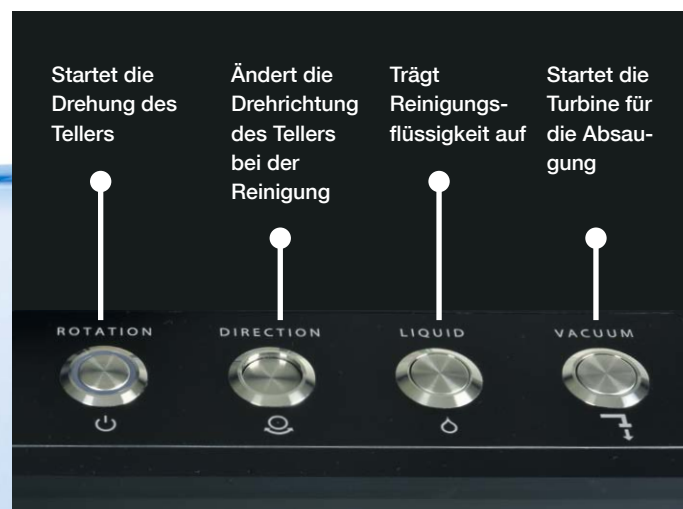 Startet die
Drehung des
Tellers
Ändert die
Drehrichtung
des Tellers
bei der
Reinigung
Trägt
Reinigungs-
flüssigkeit auf
Startet die
Turbine für
die Absau-
gung
ROTATION
DIRECTION
LIQUID
VACUUM